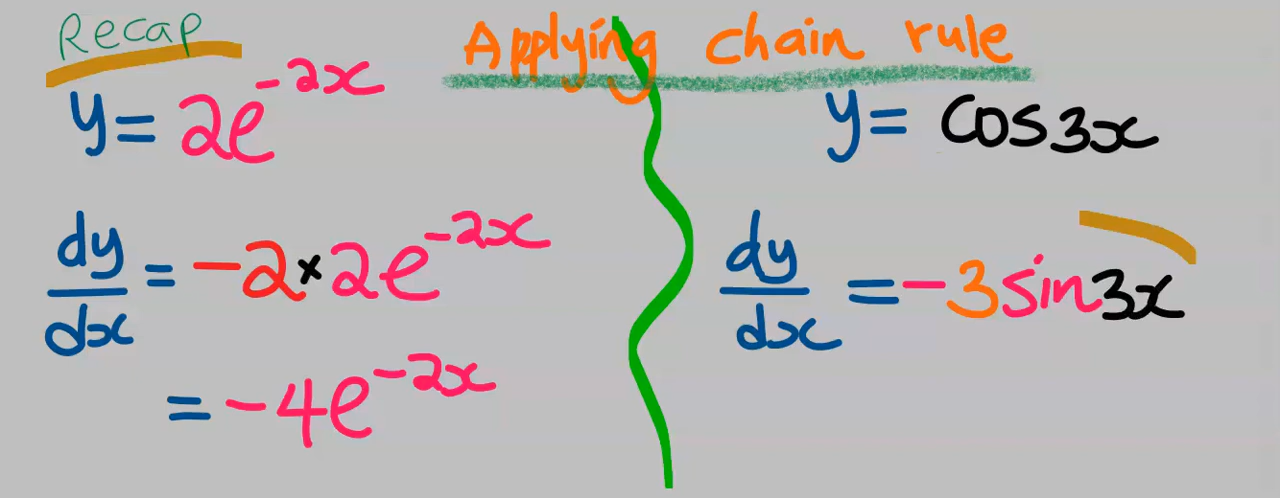 Recap
y = 2e^{-2x}
dy/dx = -2 × 2e^{-2x}
= -4e^{-2x}
Applying chain rule
y = cos3x
dy/dx = -3sin3x